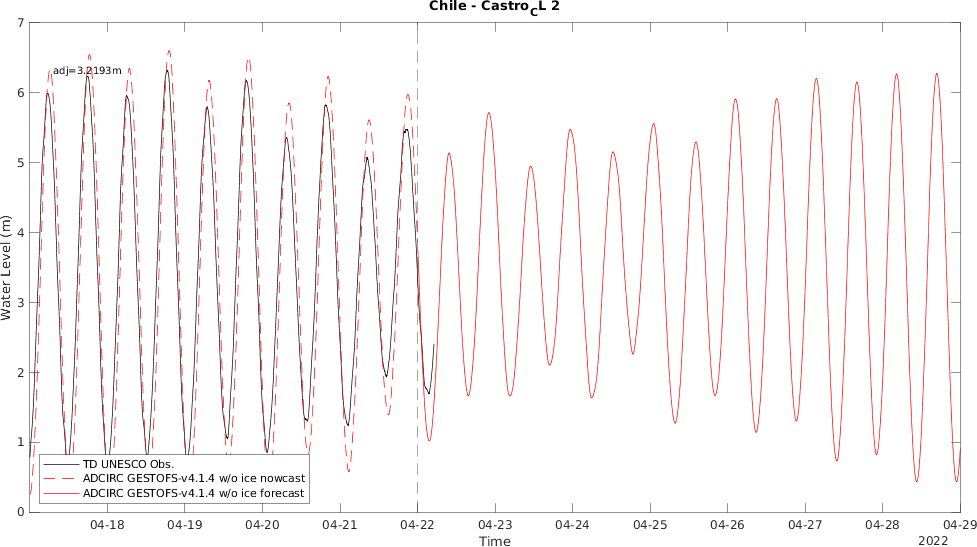 Chile - Castro_CL 2
adj=3.2193m
Water Level (m)
7
6
5
4
3
2
1
0
TD UNESCO Obs.
ADCIRC GESTOFS-v4.1.4 w/o ice nowcast
ADCIRC GESTOFS-v4.1.4 w/o ice forecast
04-18 04-19 04-20 04-21 04-22 04-23 04-24 04-25 04-26 04-27 04-28 04-29
Time
2022